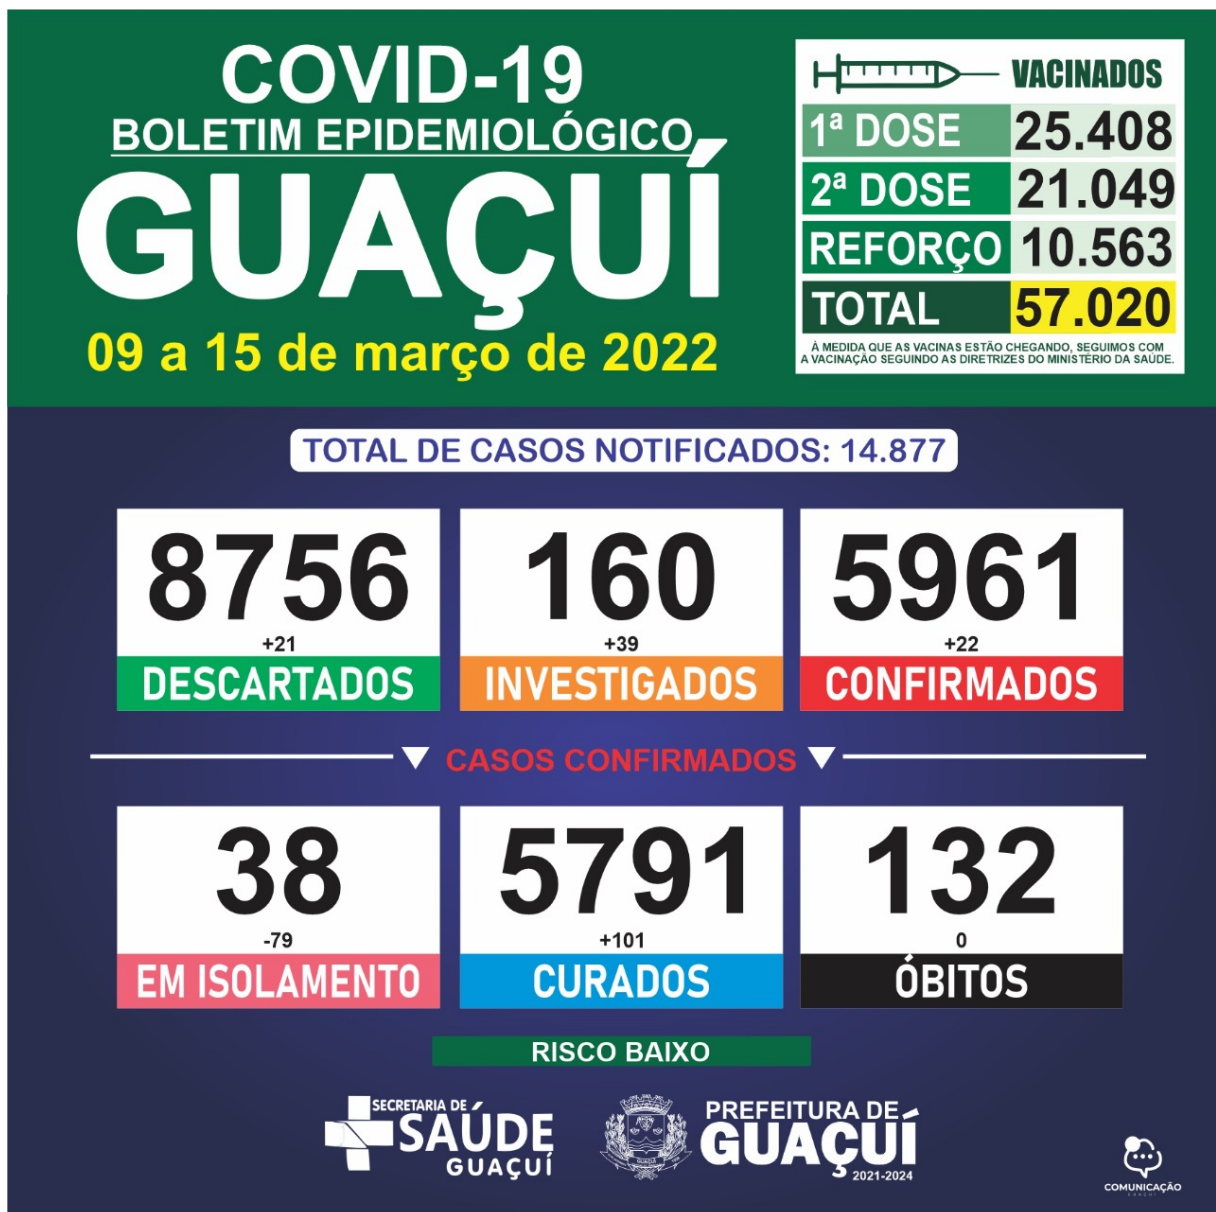 COVID-19
BOLETIM EPIDEMIOLÓGICO
GUAÇUÍ
09 a 15 de março de 2022
VACINADOS
1ª DOSE 25.408
2ª DOSE 21.049
REFORÇO 10.563
TOTAL 57.020
À MEDIDA QUE AS VACINAS ESTÃO CHEGANDO, SEGUIMOS COM
A VACINAÇÃO SEGUINDO AS DIRETRIZES DO MINISTÉRIO DA SAÚDE.
TOTAL DE CASOS NOTIFICADOS: 14.877
8756
+21
DESCARTADOS
160
+39
INVESTIGADOS
5961
+22
CONFIRMADOS
CASOS CONFIRMADOS
38
-79
EM ISOLAMENTO
5791
+101
CURADOS
132
0
ÓBITOS
RISCO BAIXO
SECRETARIA DE
SAÚDE
GUAÇUÍ
PREFEITURA DE
GUAÇUÍ
2021-2024
COMUNICAÇÃO